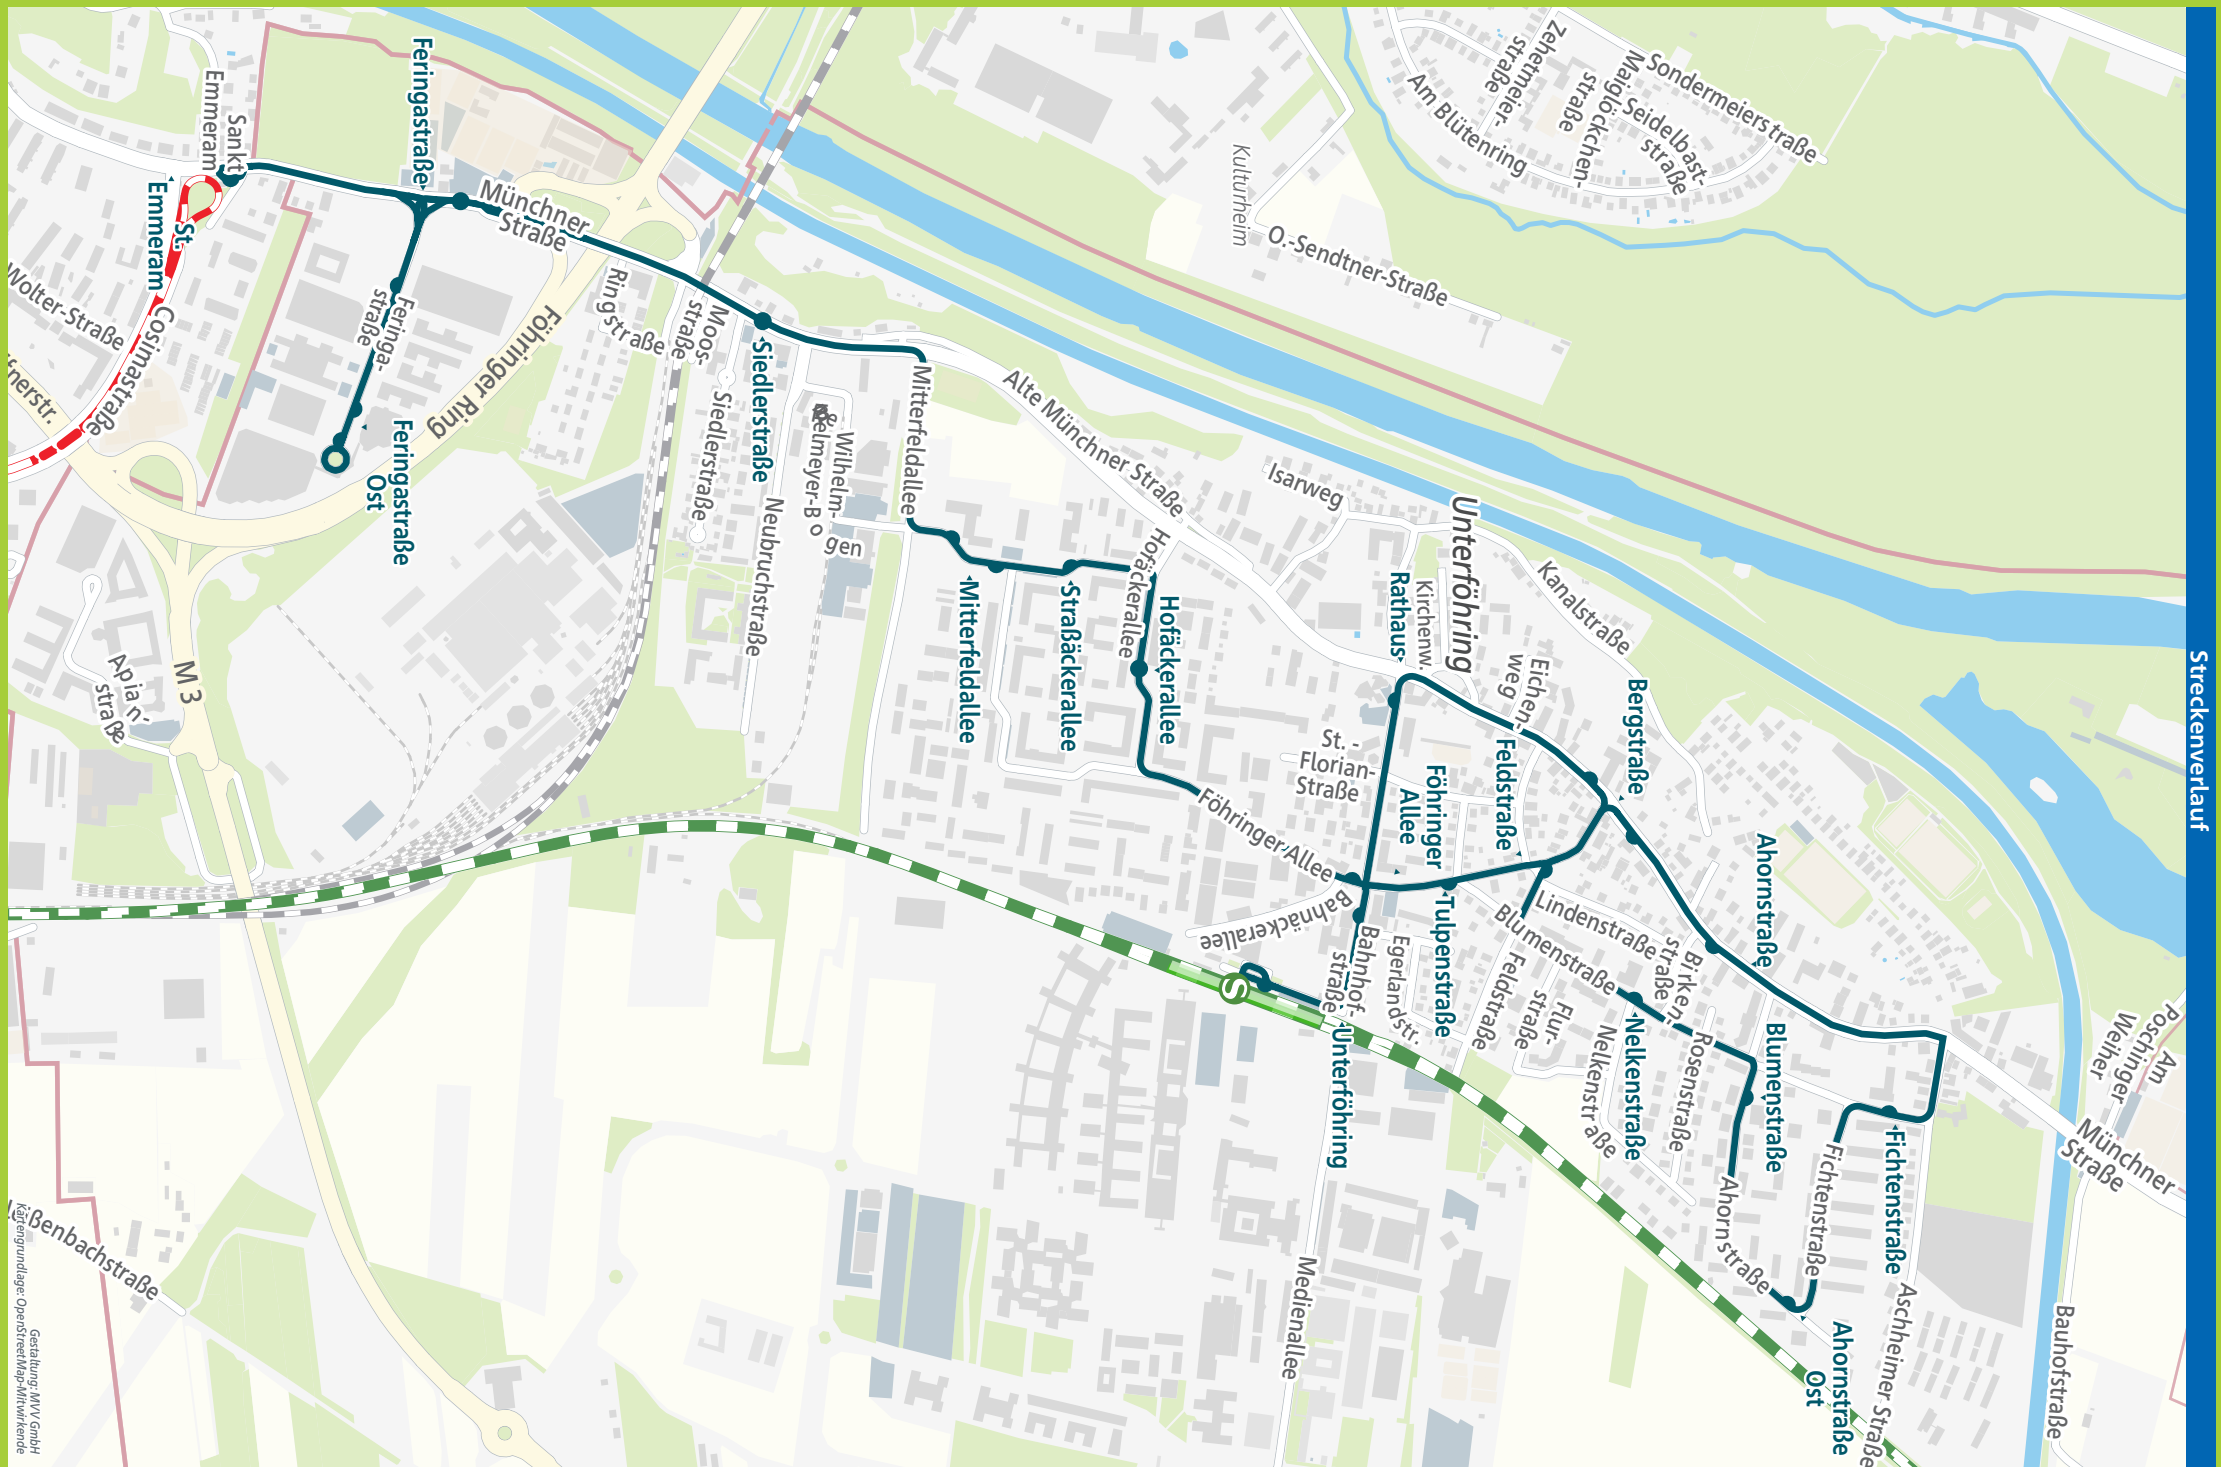 Streckenverlauf
Zehetmeier-
straße
Sondermeierstraße
Maiglöckchen-
straße
Seidelbast-
straße
Am Blütenring
Kulturheim
O.-Sendtner-Straße
Feringastraße
Sankt
Emmeram
St.
Emmeram
Münchner
Straße
Feringa-
straße
Wolter-Straße
Cosimastraße
Föhringer Ring
Feringastraße
Ost
Ringstraße
Moos-
straße
Siedlerstraße
Siedlerstraße
Neubruchstraße
Wilhelm-
gen
Mitterfeldallee
Alte Münchner Straße
Isarweg
Unterföhring
Kanalstraße
Rathaus
Kirchenw.
Hofäckerallee
Hofäckerallee
Mitterfeldallee
Straßäckerallee
Eichen-
weg
Bergstraße
Feldstraße
Föhringer
Allee
St. -
Florian-
Straße
Föhringer Allee
Bahnäckerallee
Bahnhof-
straße
Egerlandstr.
Tulpenstraße
Blumenstraße
Lindenstraße
Birken-
straße
Feldstraße
Flur-
straße
Nelkenstraße
Nelkenstraße
Rosenstraße
Blumenstraße
Ahornstraße
Ahornstraße
Fichtenstraße
Fichtenstraße
Ahornstraße
Ost
Aschheimer Straße
Am
Poschinger
Weiher
Münchner
Straße
Bauhofstraße
S
Unterföhring
Medienallee
M 3
Apian-
straße
Gestaltung: MVV GmbH
Kartengrundlage: OpenStreetMap-Mitwirkende